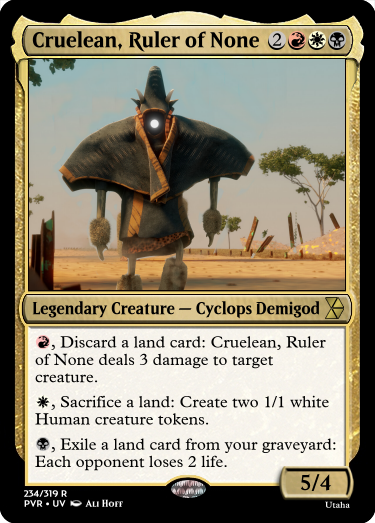 Cruelean, Ruler of None 2
Legendary Creature — Cyclops Demigod
, Discard a land card: Cruelean, Ruler
of None deals 3 damage to target
creature.
, Sacrifice a land: Create two 1/1 white
Human creature tokens.
, Exile a land card from your graveyard:
Each opponent loses 2 life.
5/4
234/319 R
PVR • UV Ali Hoff
Utaha